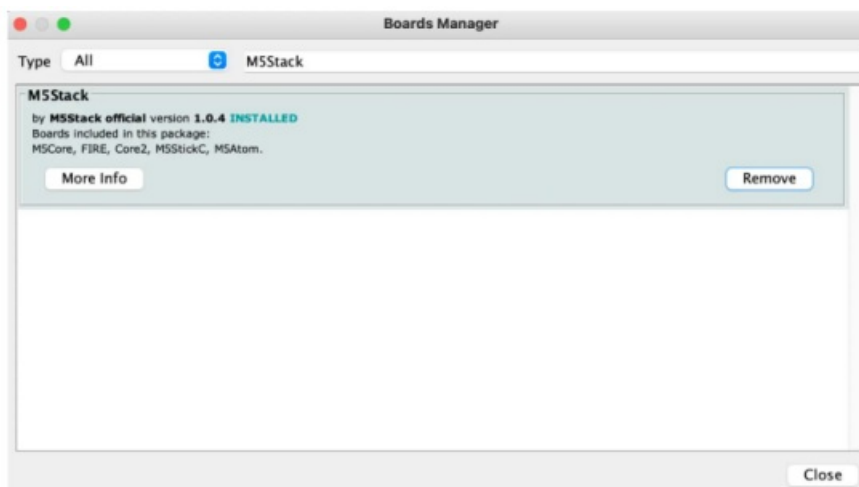 Boards Manager
Type All M5Stack
M5Stack
by M5Stack official version 1.0.4 INSTALLED
Boards included in this package:
M5Core, FIRE, Core2, M5StickC, M5Atom.
More Info Remove
Close